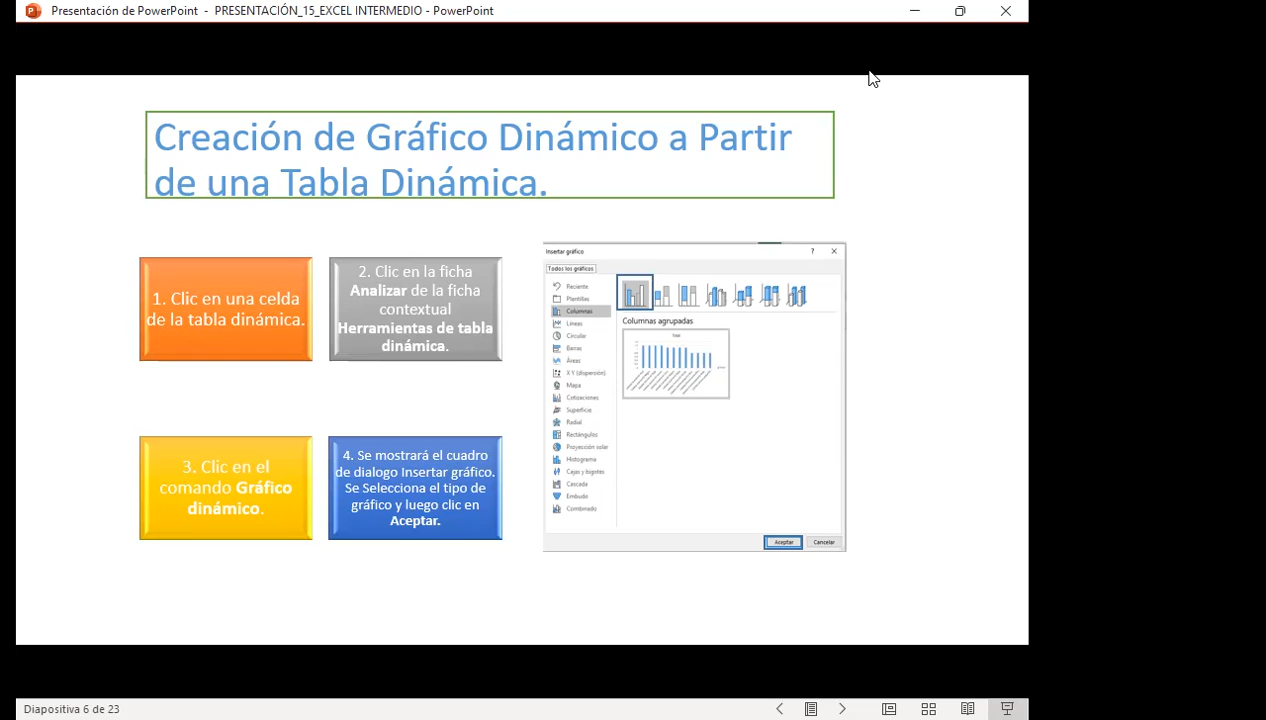 Presentación de PowerPoint - PRESENTACIÓN_15_EXCEL INTERMEDIO - PowerPoint
Creación de Gráfico Dinámico a Partir
de una Tabla Dinámica.
1. Clic en una celda
de la tabla dinámica.
2. Clic en la ficha
Analizar de la ficha
contextual
Herramientas de tabla
dinámica.
3. Clic en el
comando Gráfico
dinámico.
4. Se mostrará el cuadro
de dialogo Insertar gráfico.
Se Selecciona el tipo de
gráfico y luego clic en
Aceptar.
Insertar gráfico
?
Todos los gráficos
Reciente
Plantillas
Columnas
Líneas
Circular
Barras
Áreas
X Y (dispersión)
Mapa
Cotizaciones
Superficie
Radial
Rectángulos
Proyección solar
Histograma
Cajas y bigotes
Cascada
Embudo
Combinado
Columnas agrupadas
Aceptar
Cancelar
Diapositiva 6 de 23